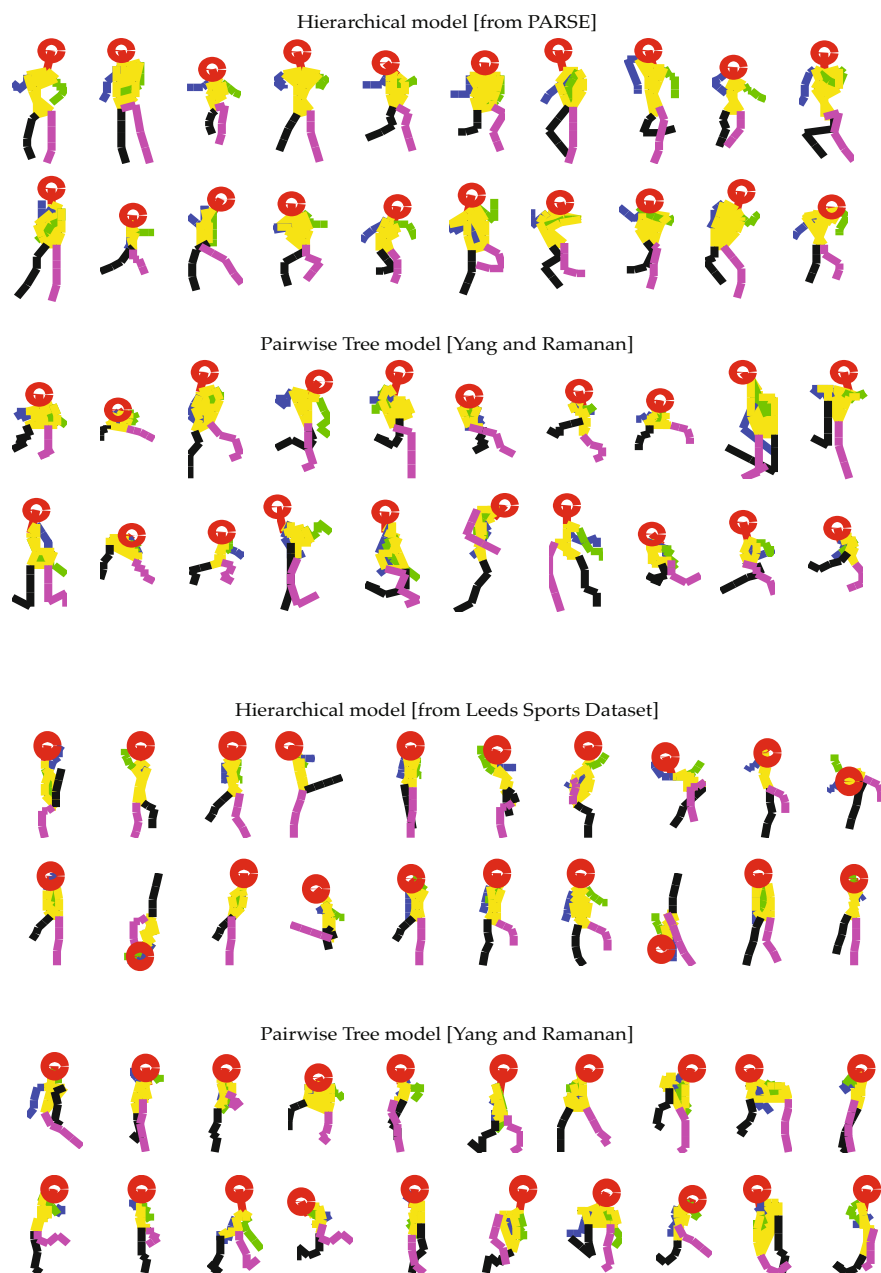 Hierarchical model [from PARSE]
Pairwise Tree model [Yang and Ramanan]
Hierarchical model [from Leeds Sports Dataset]
Pairwise Tree model [Yang and Ramanan]